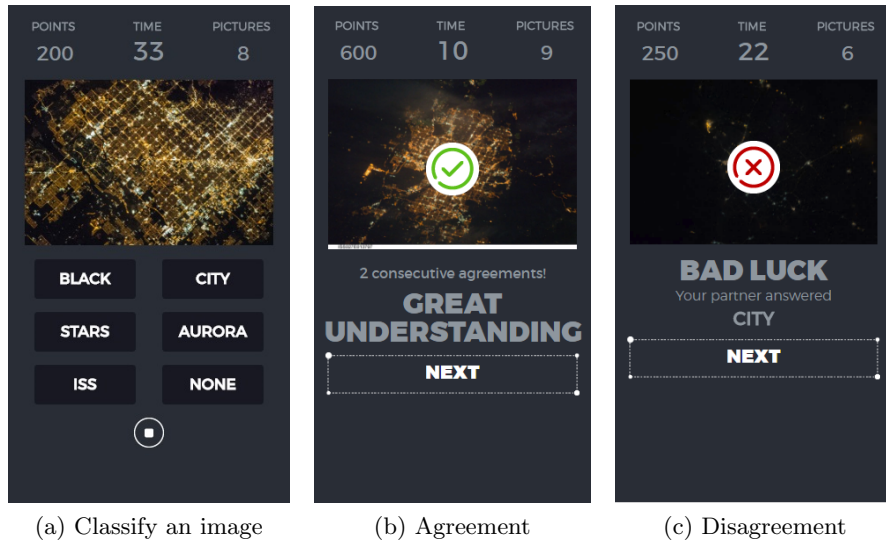 POINTS TIME PICTURES
200 33 8
BLACK CITY
STARS AURORA
ISS NONE
(a) Classify an image
POINTS TIME PICTURES
600 10 9
2 consecutive agreements!
GREAT
UNDERSTANDING
NEXT
(b) Agreement
POINTS TIME PICTURES
250 22 6
BAD LUCK
Your partner answered
CITY
NEXT
(c) Disagreement